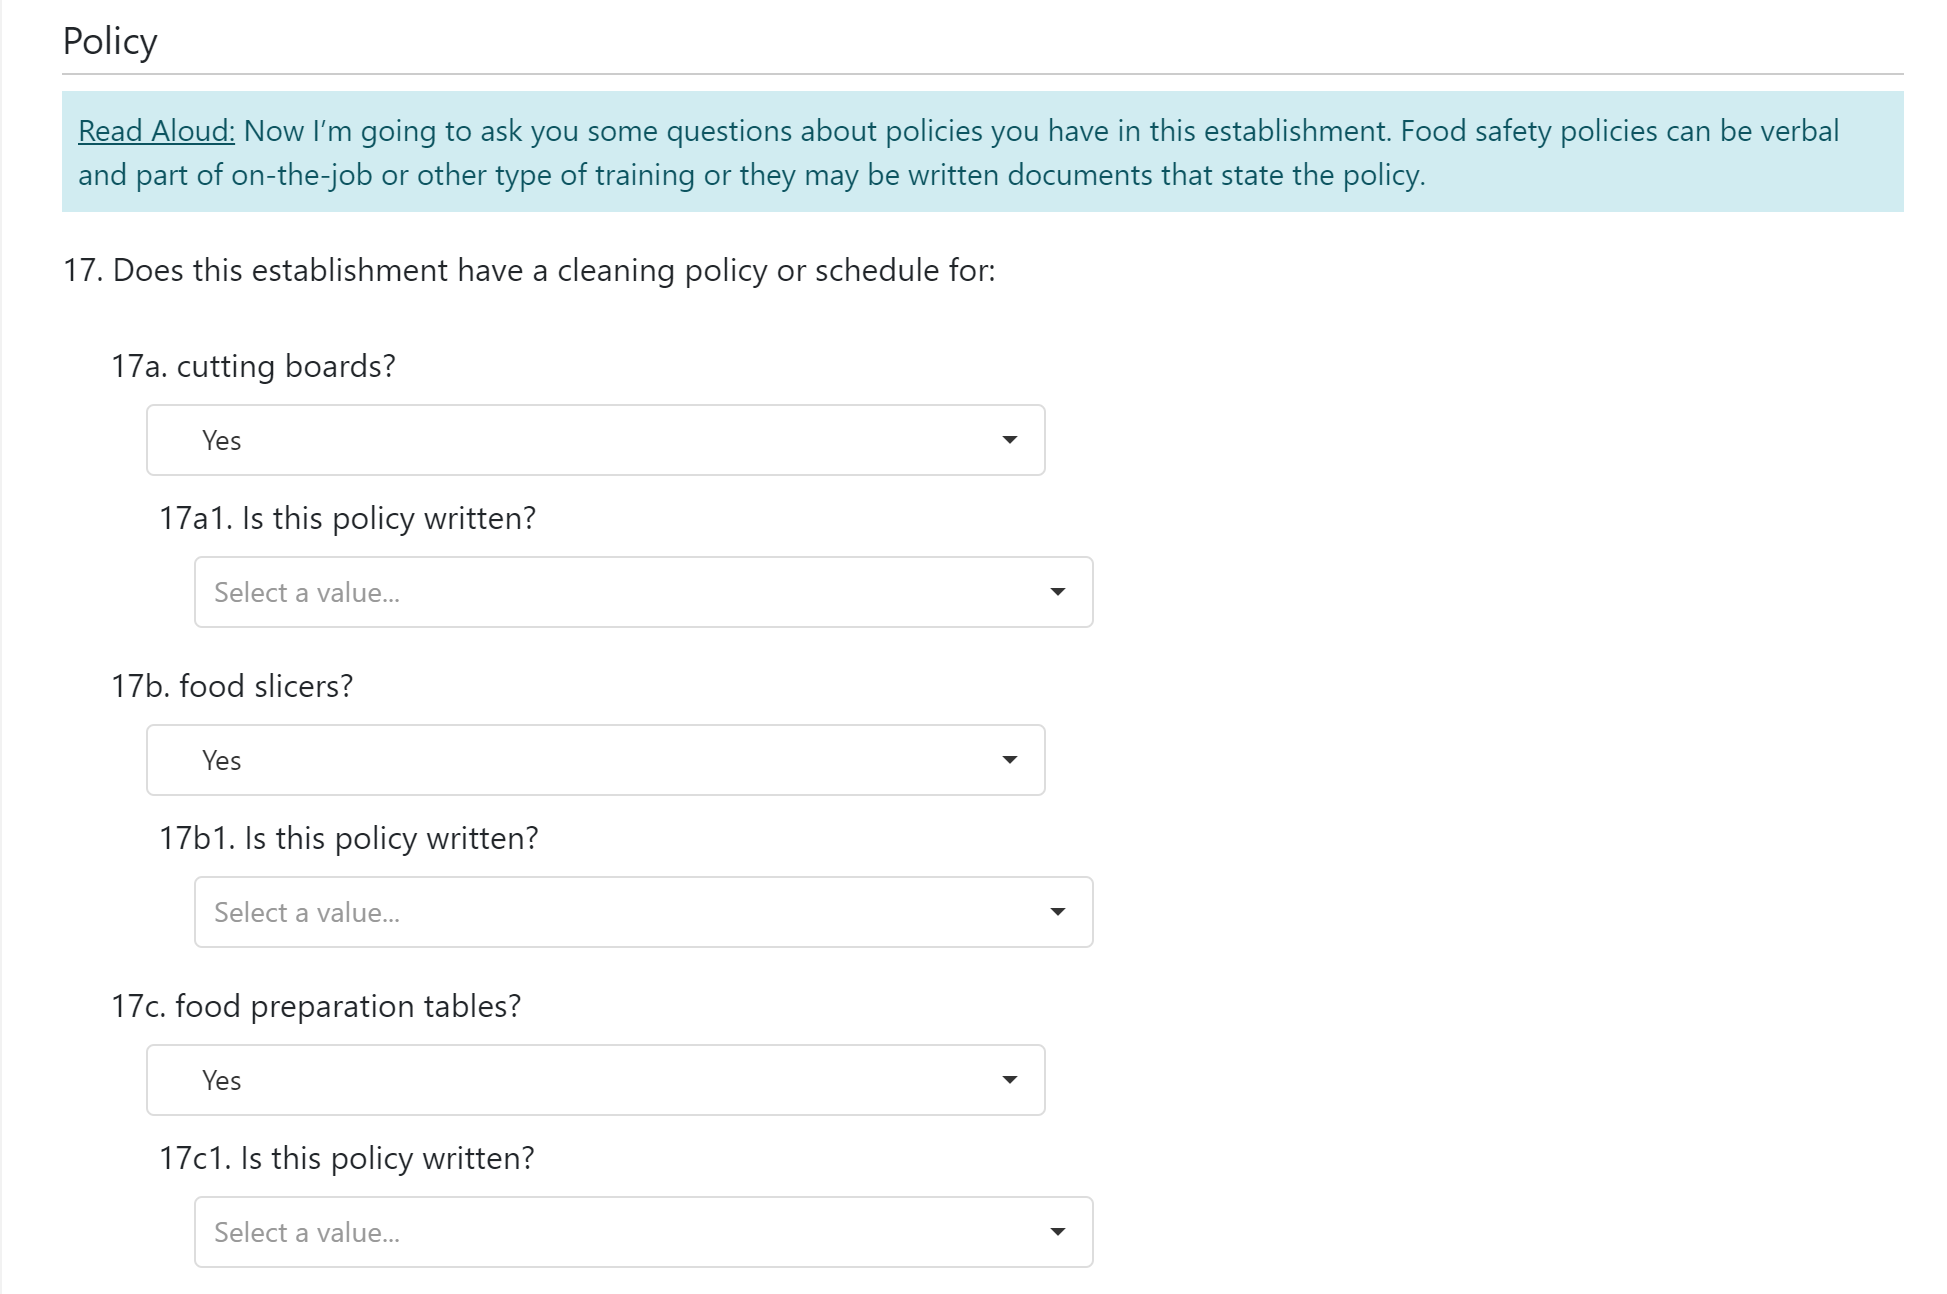 Policy
Read Aloud: Now I’m going to ask you some questions about policies you have in this establishment. Food safety policies can be verbal
and part of on-the-job or other type of training or they may be written documents that state the policy.
17. Does this establishment have a cleaning policy or schedule for:
17a. cutting boards?
Yes
17a1. Is this policy written?
Select a value...
17b. food slicers?
Yes
17b1. Is this policy written?
Select a value...
17c. food preparation tables?
Yes
17c1. Is this policy written?
Select a value...